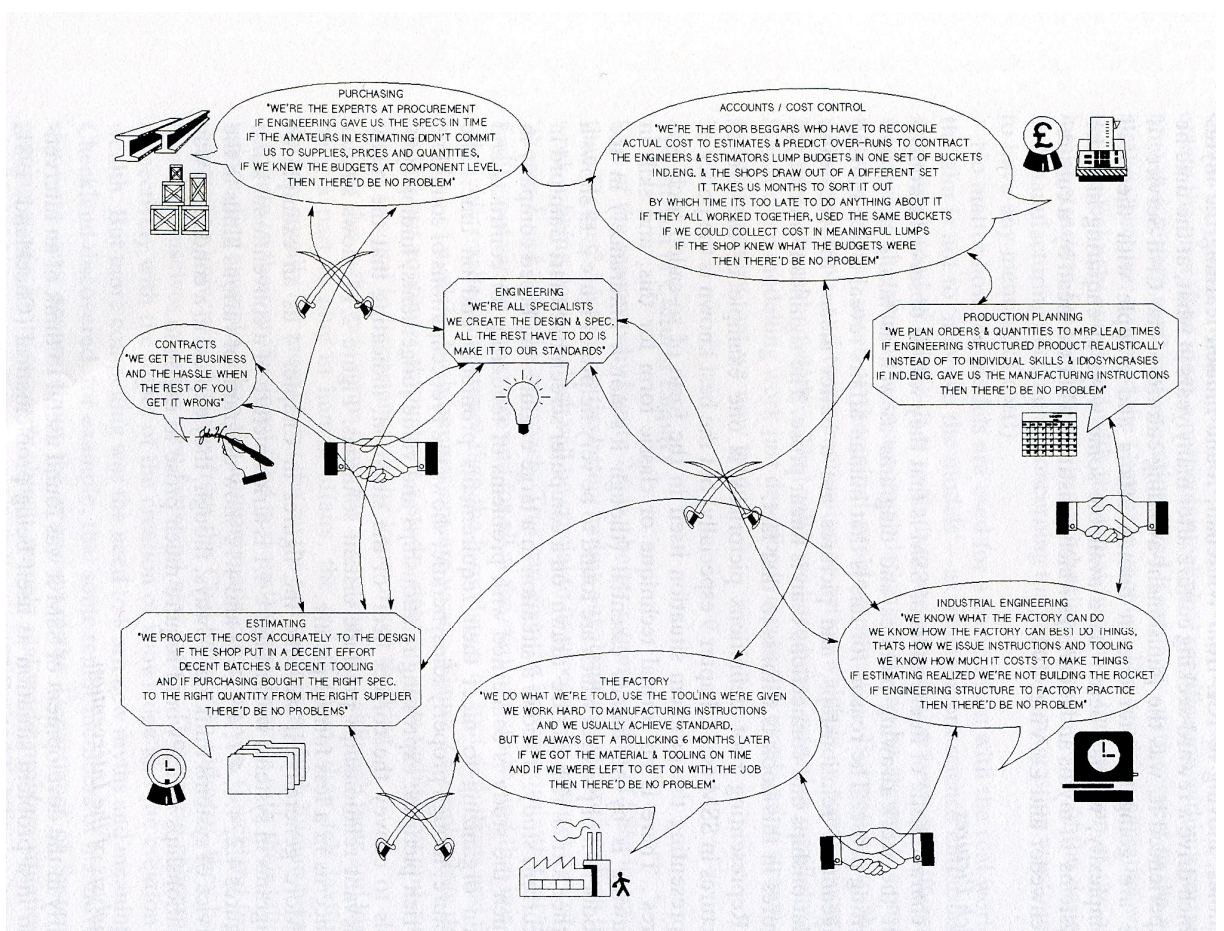 PURCHASING
"WE'RE THE EXPERTS AT PROCUREMENT
IF ENGINEERING GAVE US THE SPECS IN TIME
IF THE AMATEURS IN ESTIMATING DIDN'T COMMIT
US TO SUPPLIES, PRICES AND QUANTITIES,
IF WE KNEW THE BUDGETS AT COMPONENT LEVEL,
THEN THERE'D BE NO PROBLEM"
ACCOUNTS / COST CONTROL
"WE'RE THE POOR BEGGARS WHO HAVE TO RECONCILE
ACTUAL COST TO ESTIMATES & PREDICT OVER-RUNS TO CONTRACT
THE ENGINEERS & ESTIMATORS LUMP BUDGETS IN ONE SET OF BUCKETS
IND.ENG. & THE SHOPS DRAW OUT OF A DIFFERENT SET
IT TAKES US MONTHS TO SORT IT OUT
BY WHICH TIME ITS TOO LATE TO DO ANYTHING ABOUT IT
IF THEY ALL WORKED TOGETHER, USED THE SAME BUCKETS
IF WE COULD COLLECT COST IN MEANINGFUL LUMPS
IF THE SHOP KNEW WHAT THE BUDGETS WERE
THEN THERE'D BE NO PROBLEM"
£
ENGINEERING
"WE'RE ALL SPECIALISTS
WE CREATE THE DESIGN & SPEC,
ALL THE REST HAVE TO DO IS
MAKE IT TO OUR STANDARDS"
PRODUCTION PLANNING
"WE PLAN ORDERS & QUANTITIES TO MRP LEAD TIMES
IF ENGINEERING STRUCTURED PRODUCT REALISTICALLY
INSTEAD OF TO INDIVIDUAL SKILLS & IDIOSYNCRASIES
IF IND.ENG. GAVE US THE MANUFACTURING INSTRUCTIONS
THEN THERE'D BE NO PROBLEM"
CONTRACTS
"WE GET THE BUSINESS
AND THE HASSLE WHEN
THE REST OF YOU
GET IT WRONG"
ESTIMATING
"WE PROJECT THE COST ACCURATELY TO THE DESIGN
IF THE SHOP PUT IN A DECENT EFFORT
DECENT BATCHES & DECENT TOOLING
AND IF PURCHASING BOUGHT THE RIGHT SPEC.
TO THE RIGHT QUANTITY FROM THE RIGHT SUPPLIER
THERE'D BE NO PROBLEMS"
THE FACTORY
"WE DO WHAT WE'RE TOLD, USE THE TOOLING WE'RE GIVEN
WE WORK HARD TO MANUFACTURING INSTRUCTIONS
AND WE USUALLY ACHIEVE STANDARD,
BUT WE ALWAYS GET A ROLLICKING 6 MONTHS LATER
IF WE GOT THE MATERIAL & TOOLING ON TIME
AND IF WE WERE LEFT TO GET ON WITH THE JOB
THEN THERE'D BE NO PROBLEM"
INDUSTRIAL ENGINEERING
"WE KNOW WHAT THE FACTORY CAN DO
WE KNOW HOW THE FACTORY CAN BEST DO THINGS,
THATS HOW WE ISSUE INSTRUCTIONS AND TOOLING
WE KNOW HOW MUCH IT COSTS TO MAKE THINGS
IF ESTIMATING REALIZED WE'RE NOT BUILDING THE ROCKET
IF ENGINEERING STRUCTURE TO FACTORY PRACTICE
THEN THERE'D BE NO PROBLEM"